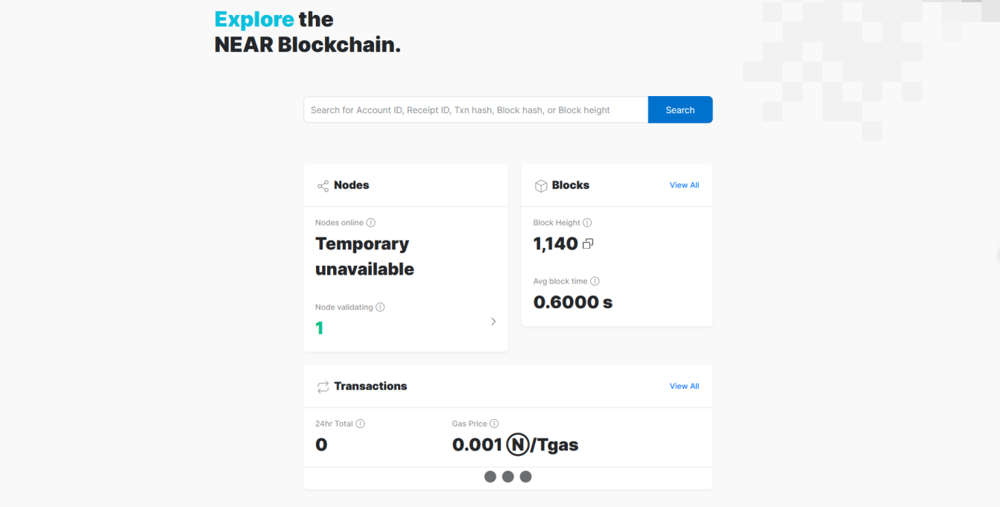 Explore the
NEAR Blockchain.
Search for Account ID, Receipt ID, Txn hash, Block hash, or Block height
Search
Nodes
Nodes online
Temporary
unavailable
Node validating
1
Blocks
View All
Block Height
1,140
Avg block time
0.6000 s
Transactions
View All
24hr Total
0
Gas Price
0.001 Ⓝ/Tgas